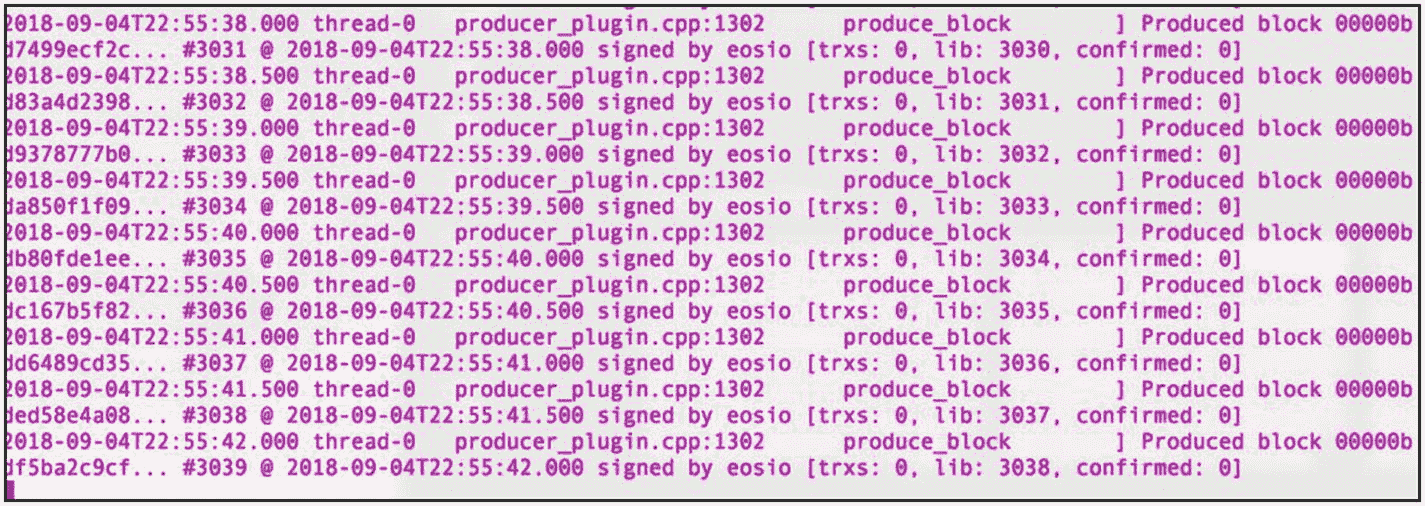 2018-09-04T22:55:38.000 thread-0 producer_plugin.cpp:1302 produce_block ] Produced block 00000b
d7499ecf2c... #3031 @ 2018-09-04T22:55:38.000 signed by eosio [trxs: 0, lib: 3030, confirmed: 0]
2018-09-04T22:55:38.500 thread-0 producer_plugin.cpp:1302 produce_block ] Produced block 00000b
d83a4d2398... #3032 @ 2018-09-04T22:55:38.500 signed by eosio [trxs: 0, lib: 3031, confirmed: 0]
2018-09-04T22:55:39.000 thread-0 producer_plugin.cpp:1302 produce_block ] Produced block 00000b
d9378777b0... #3033 @ 2018-09-04T22:55:39.000 signed by eosio [trxs: 0, lib: 3032, confirmed: 0]
2018-09-04T22:55:39.500 thread-0 producer_plugin.cpp:1302 produce_block ] Produced block 00000b
da850f1f09... #3034 @ 2018-09-04T22:55:39.500 signed by eosio [trxs: 0, lib: 3033, confirmed: 0]
2018-09-04T22:55:40.000 thread-0 producer_plugin.cpp:1302 produce_block ] Produced block 00000b
db80fde1ee... #3035 @ 2018-09-04T22:55:40.000 signed by eosio [trxs: 0, lib: 3034, confirmed: 0]
2018-09-04T22:55:40.500 thread-0 producer_plugin.cpp:1302 produce_block ] Produced block 00000b
dc167b5f82... #3036 @ 2018-09-04T22:55:40.500 signed by eosio [trxs: 0, lib: 3035, confirmed: 0]
2018-09-04T22:55:41.000 thread-0 producer_plugin.cpp:1302 produce_block ] Produced block 00000b
dd6489cd35... #3037 @ 2018-09-04T22:55:41.000 signed by eosio [trxs: 0, lib: 3036, confirmed: 0]
2018-09-04T22:55:41.500 thread-0 producer_plugin.cpp:1302 produce_block ] Produced block 00000b
ded58e4a08... #3038 @ 2018-09-04T22:55:41.500 signed by eosio [trxs: 0, lib: 3037, confirmed: 0]
2018-09-04T22:55:42.000 thread-0 producer_plugin.cpp:1302 produce_block ] Produced block 00000b
df5ba2c9cf... #3039 @ 2018-09-04T22:55:42.000 signed by eosio [trxs: 0, lib: 3038, confirmed: 0]